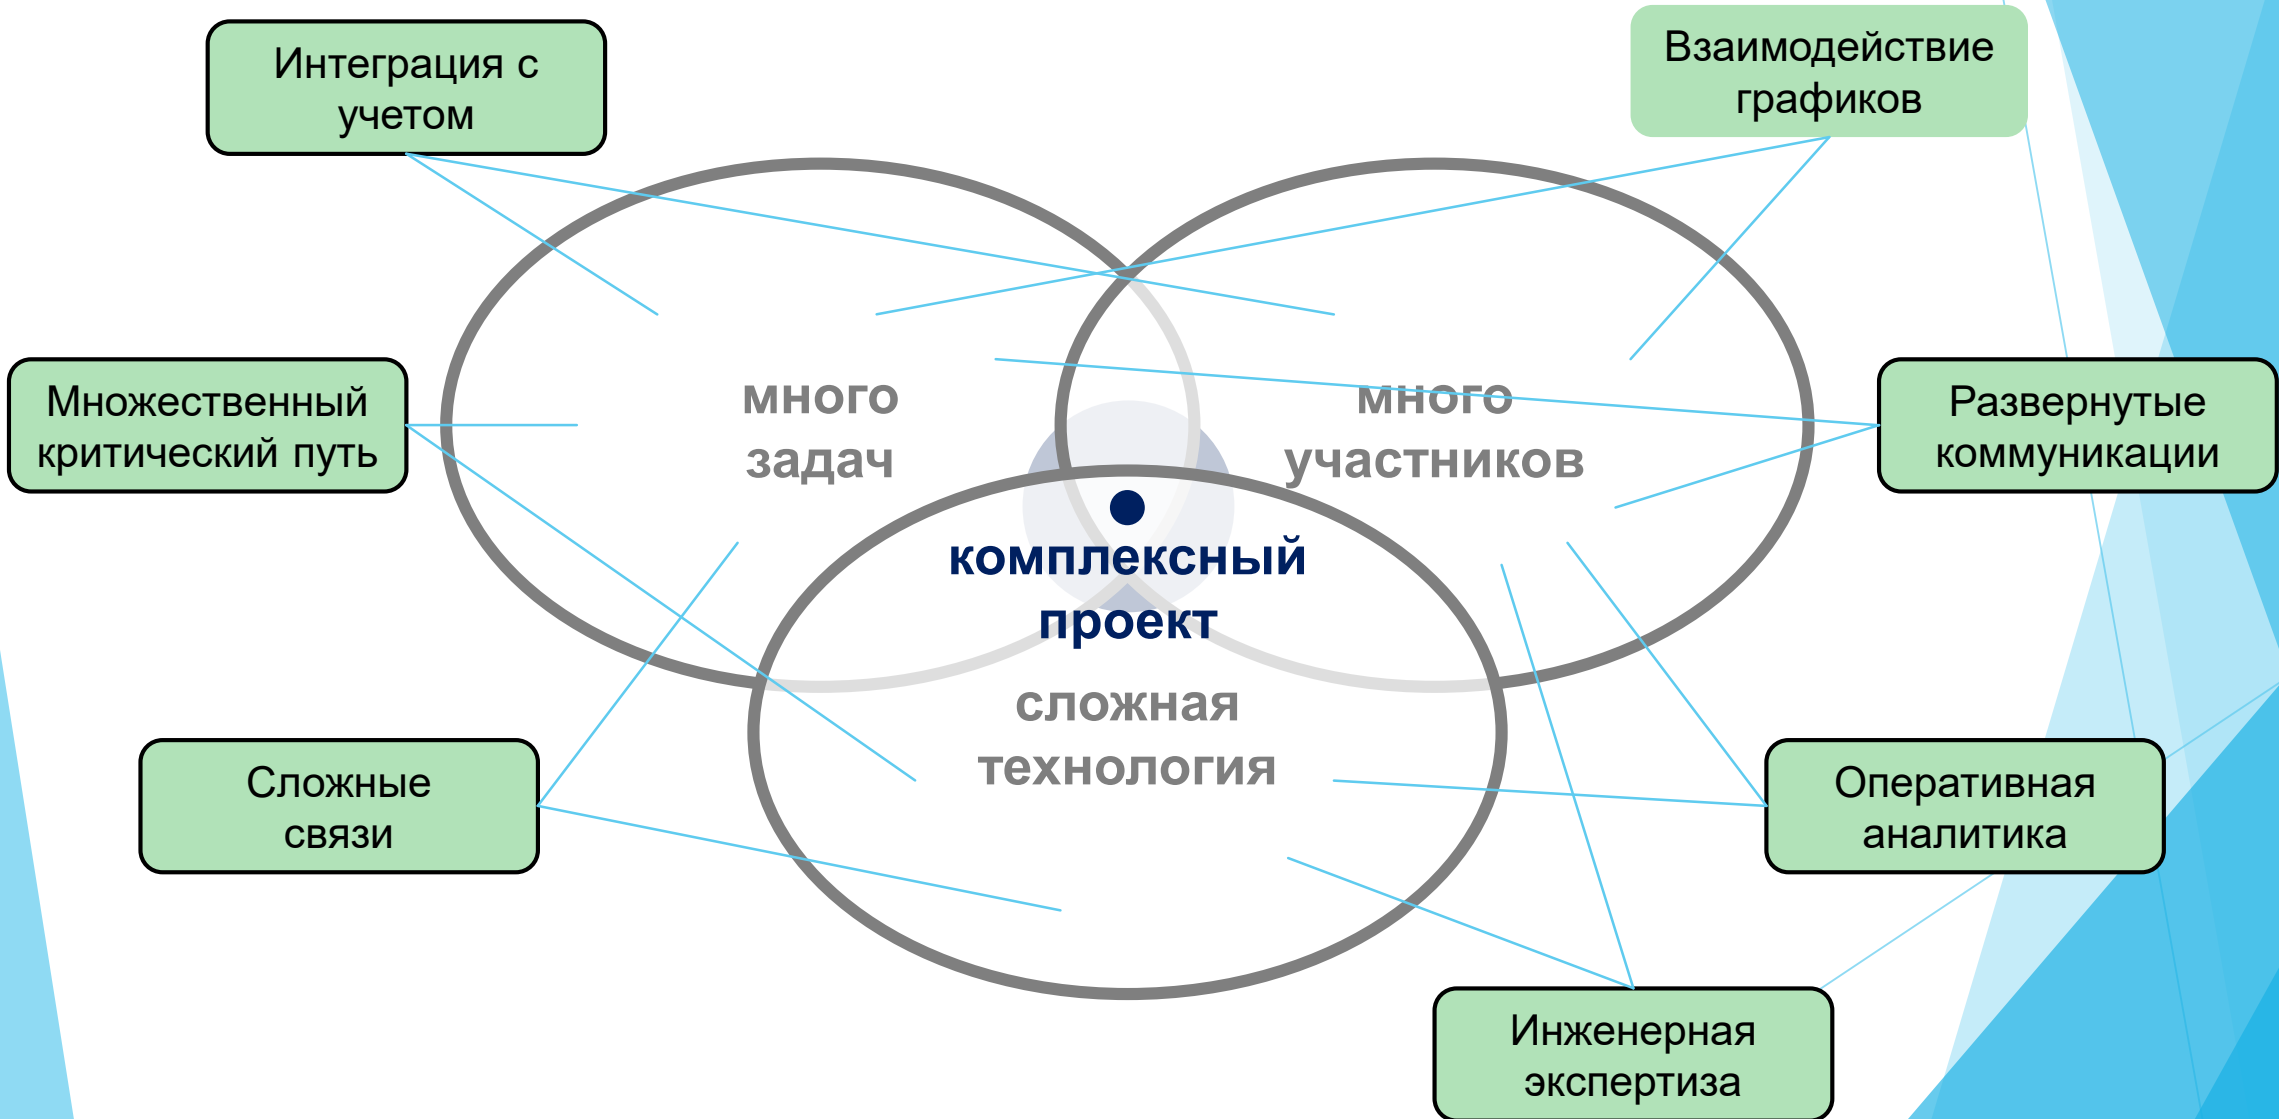 Интеграция с
учетом
Взаимодействие
графиков
Множественный
критический путь
много
задач
много
участников
Развернутые
коммуникации
комплексный
проект
сложная
технология
Сложные
связи
Оперативная
аналитика
Инженерная
экспертиза